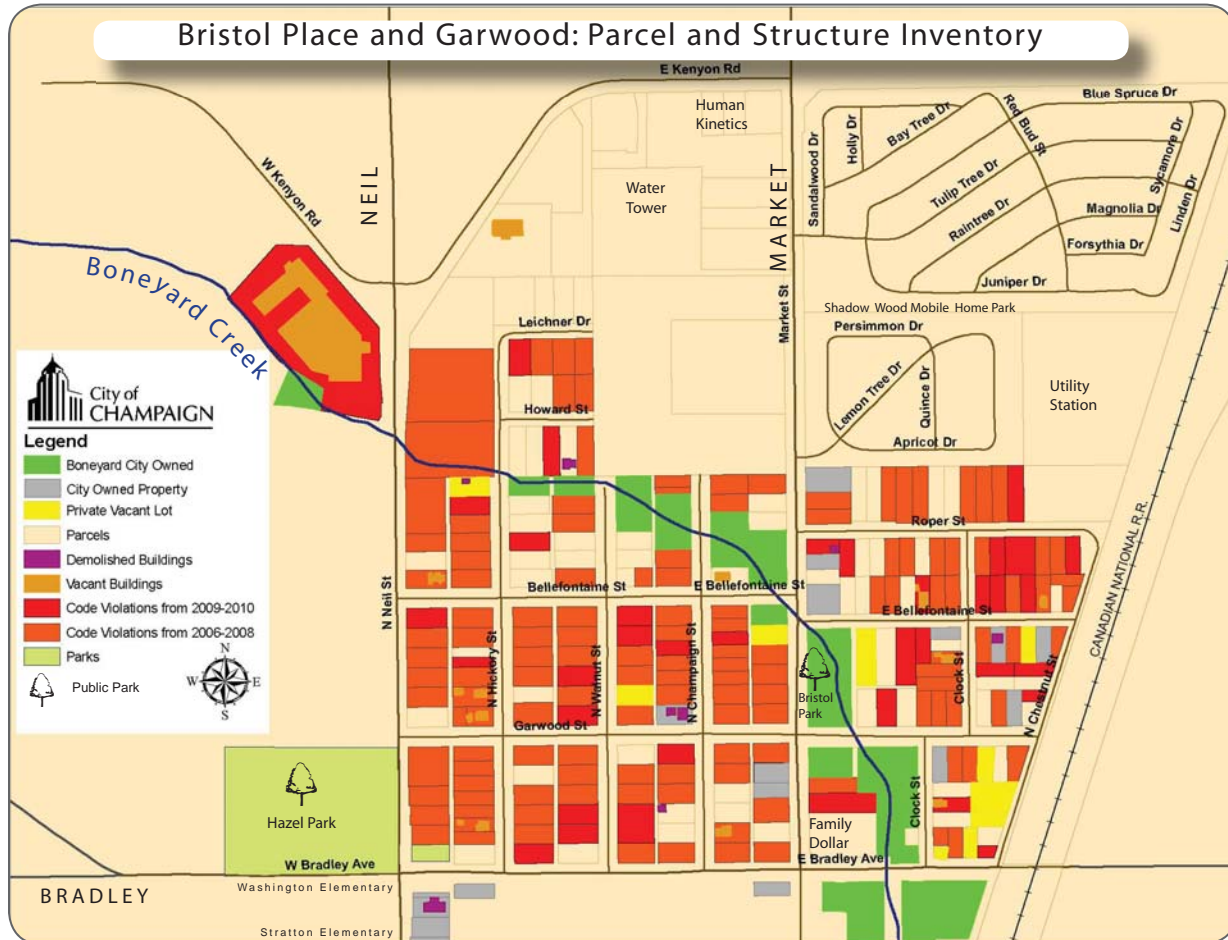 Bristol Place and Garwood: Parcel and Structure Inventory
E Kenyon Rd
Human
Kinetics
Blue Spruce Dr
Red Bud St
Bay Tree Dr
Holly Dr
Sandalwood Dr
Sycamore Dr
W Kenyon Rd
NEIL
Water
Tower
MARKET
Tulip Tree Dr
Raintree Dr
Magnolia Dr
Linden Dr
Forsythia Dr
Boneyard Creek
Juniper Dr
Market St
Shadow Wood Mobile Home Park
Leichner Dr
Persimmon Dr
Lemon Tree Dr
Quince Dr
Utility
Station
Howard St
Apricot Dr
City of
CHAMPAIGN
Legend
Boneyard City Owned
City Owned Property
Private Vacant Lot
Parcels
Demolished Buildings
Vacant Buildings
Code Violations from 2009-2010
Code Violations from 2006-2008
Parks
Public Park
N
W
E
S
Roper St
CANADIAN NATIONAL R.R.
Bellefontaine St
E Bellefontaine St
E Bellefontaine St
N Neil St
N Hickory St
N Walnut St
N Champaign St
Clock St
N Chestnut St
Bristol
Park
Garwood St
Hazel Park
Clock St
Family
Dollar
W Bradley Ave
E Bradley Ave
BRADLEY
Washington Elementary
Stratton Elementary